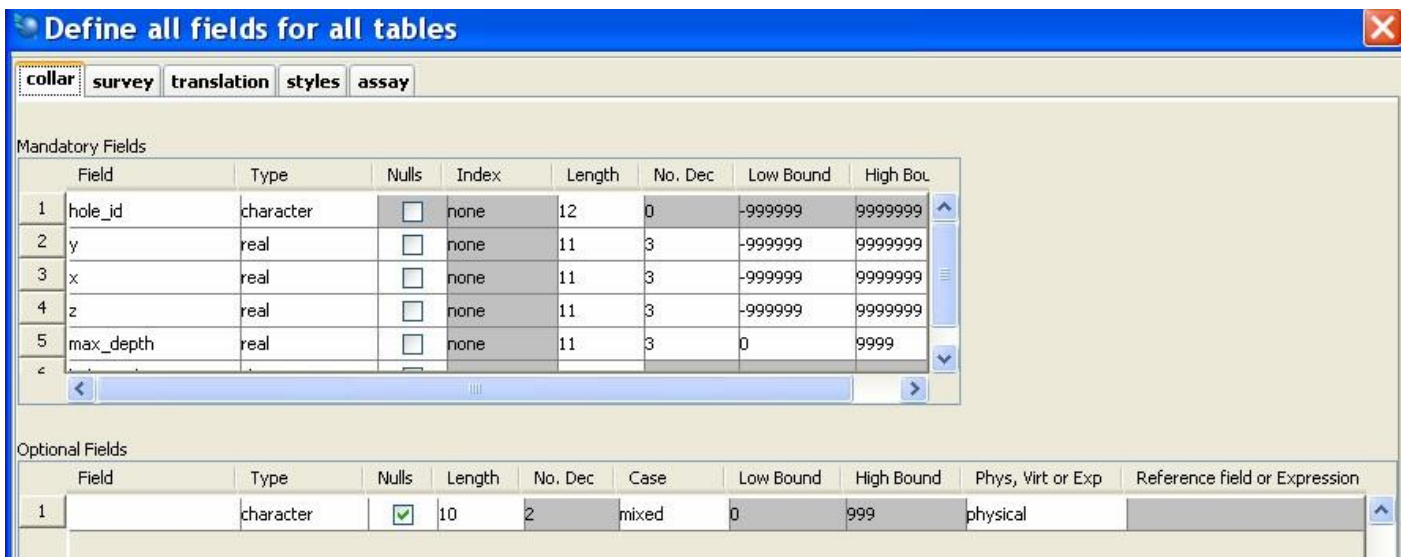 Define all fields for all tables
collar survey translation styles assay
Mandatory Fields
Field Type Nulls Index Length No. Dec Low Bound High Bou
1 hole_id character none 12 0 -999999 9999999
2 y real none 11 3 -999999 9999999
3 x real none 11 3 -999999 9999999
4 z real none 11 3 -999999 9999999
5 max_depth real none 11 3 0 9999
Optional Fields
Field Type Nulls Length No. Dec Case Low Bound High Bound Phys, Virt or Exp Reference field or Expression
1 character 10 2 mixed 0 999 physical